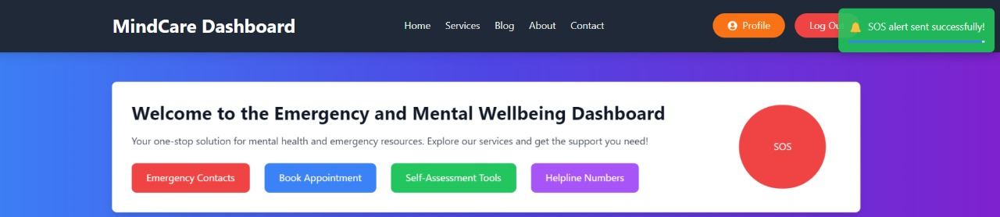 MindCare Dashboard
Home Services Blog About Contact
Profile
Log Ou
SOS alert sent successfully!
Welcome to the Emergency and Mental Wellbeing Dashboard
Your one-stop solution for mental health and emergency resources. Explore our services and get the support you need!
SOS
Emergency Contacts
Book Appointment
Self-Assessment Tools
Helpline Numbers